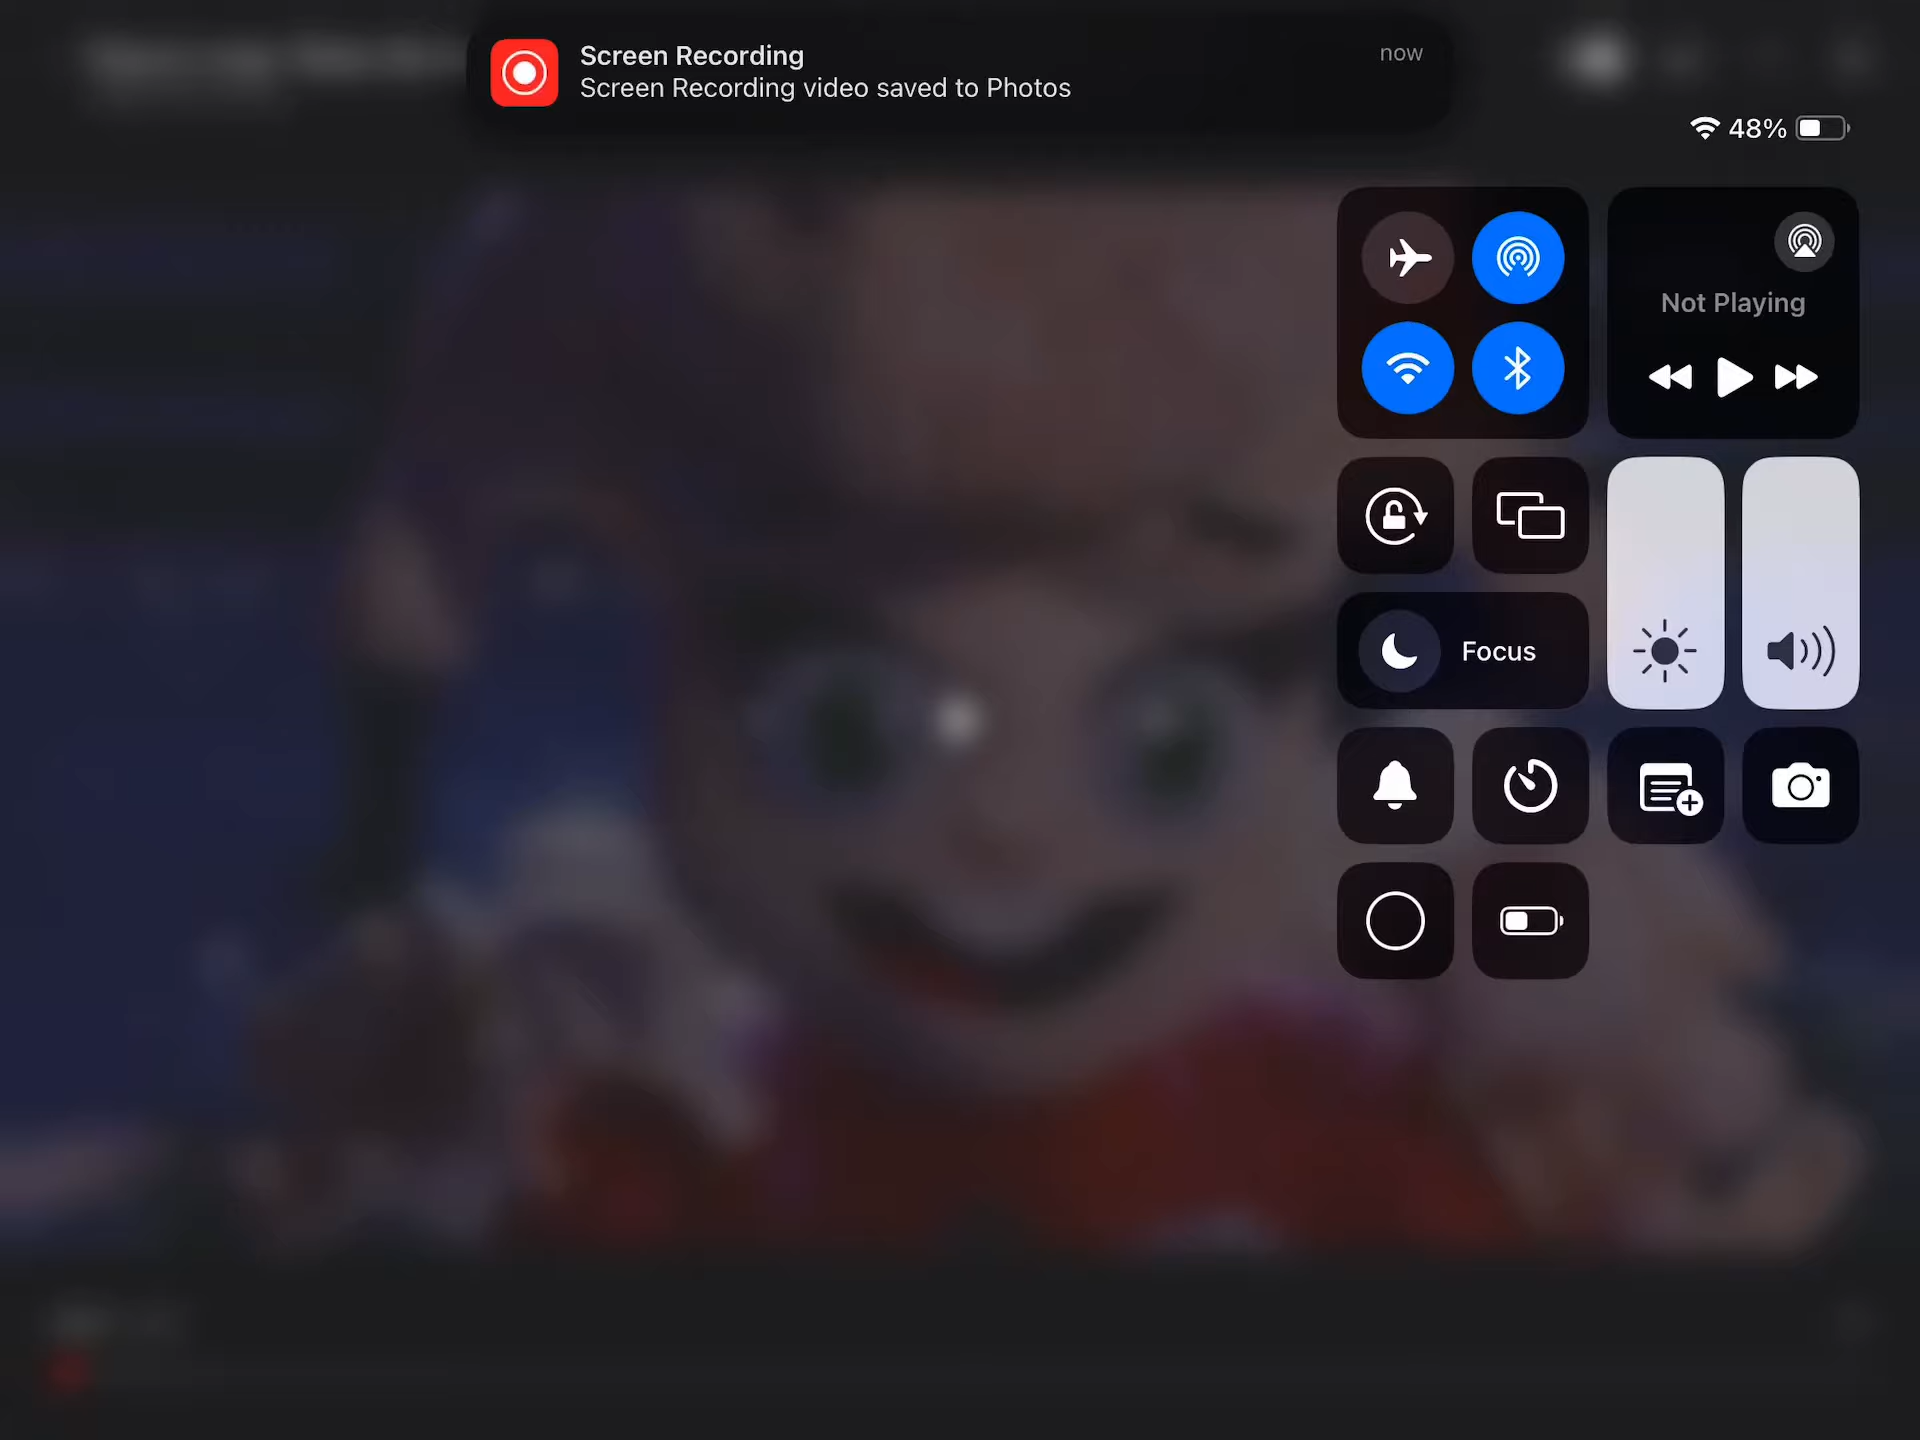 Screen Recording
now
Screen Recording video saved to Photos
48%
Not Playing
Focus